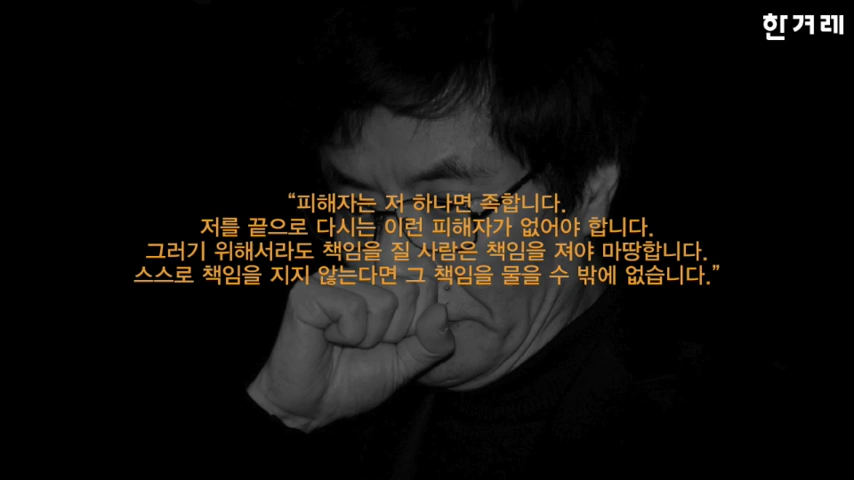 한겨레
“피해자는 저 하나면 족합니다.
저를 끝으로 다시는 이런 피해자가 없어야 합니다.
그러기 위해서라도 책임을 질 사람은 책임을 져야 마땅합니다.
스스로 책임을 지지 않는다면 그 책임을 물을 수 밖에 없습니다.”